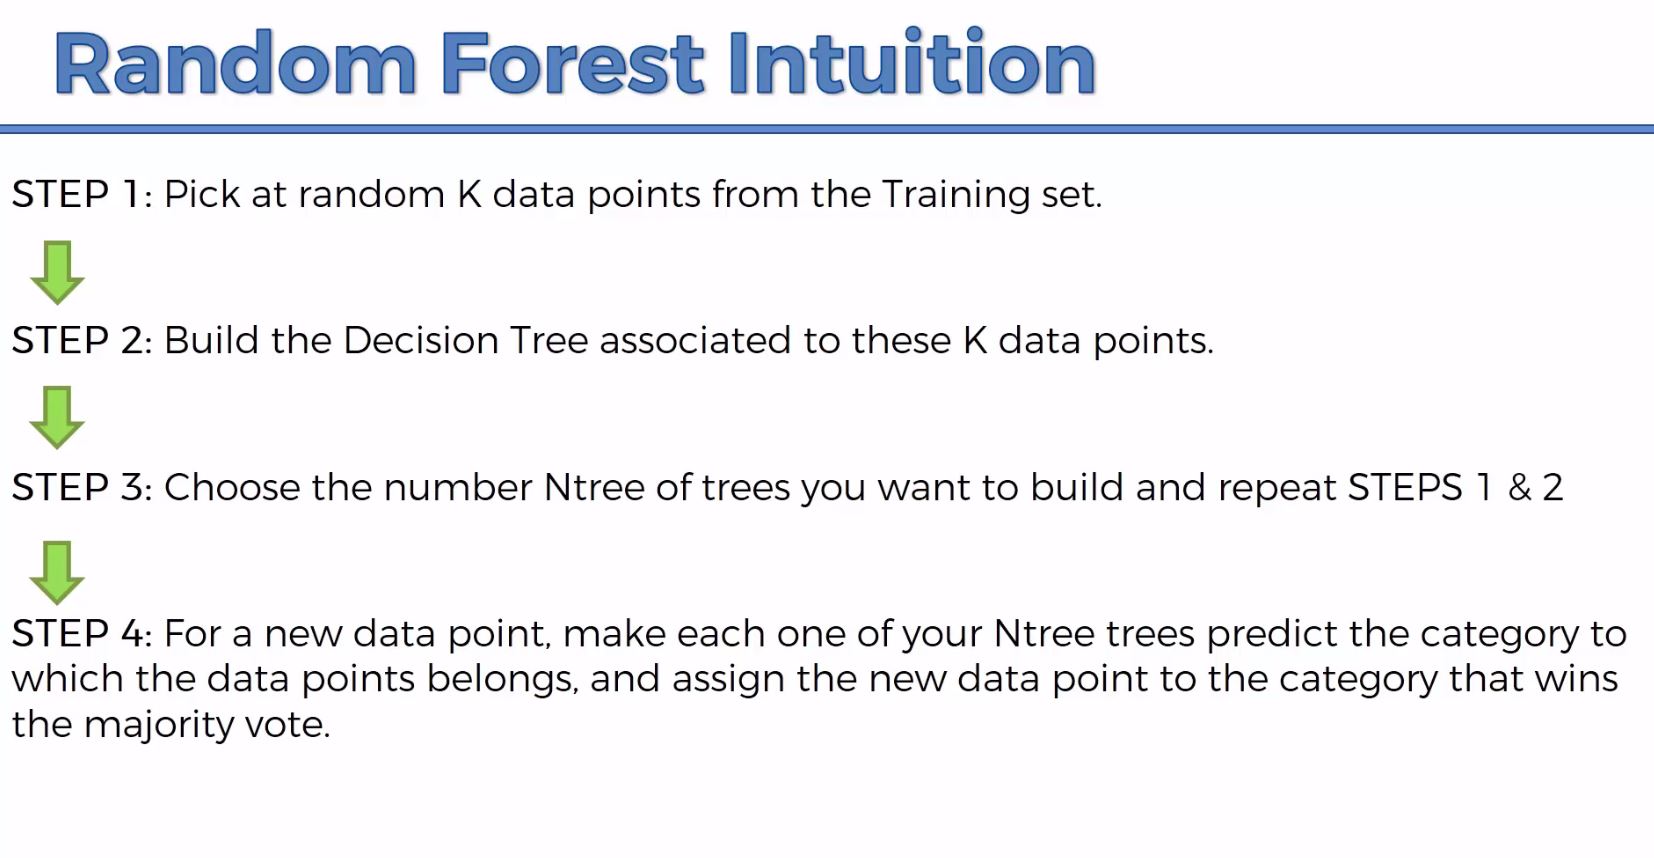 Random Forest Intuition
STEP 1: Pick at random K data points from the Training set.
STEP 2: Build the Decision Tree associated to these K data points.
STEP 3: Choose the number Ntree of trees you want to build and repeat STEPS 1 & 2
STEP 4: For a new data point, make each one of your Ntree trees predict the category to
which the data points belongs, and assign the new data point to the category that wins
the majority vote.